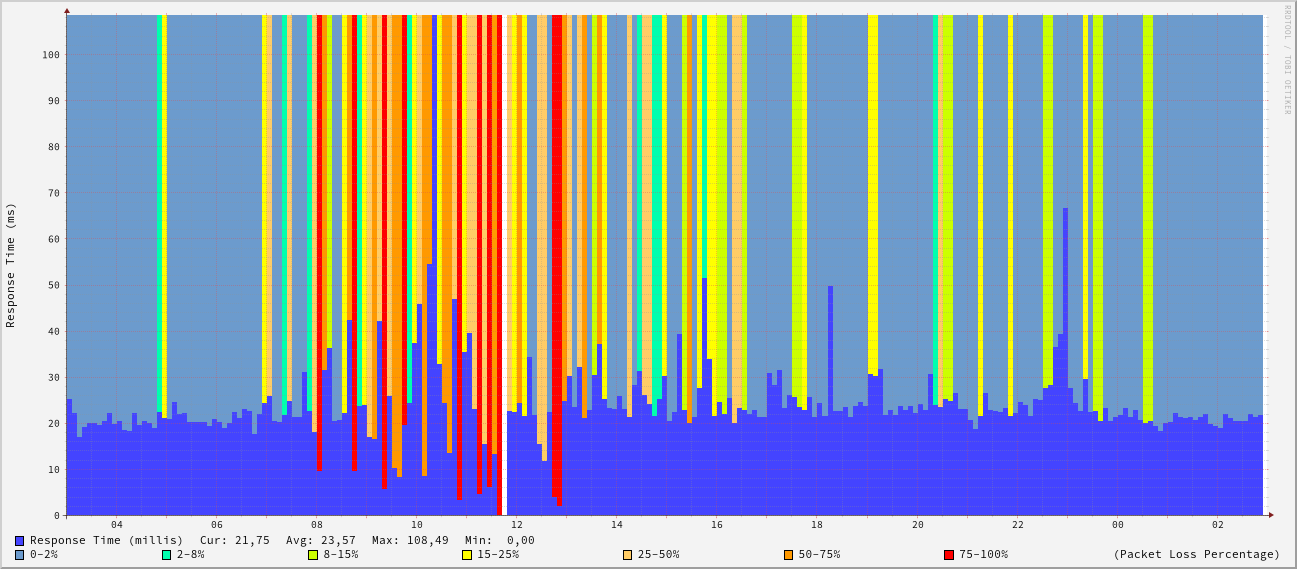 RRDTOOL / TOBI OETIKER
Response Time (ms)
100
90
80
70
60
50
40
30
20
10
0
04 06 08 10 12 14 16 18 20 22 00 02
Response Time (millis) Cur: 21,75 Avg: 23,57 Max: 108,49 Min: 0,00
0-2% 2-8% 8-15% 15-25% 25-50% 50-75% 75-100% (Packet Loss Percentage)